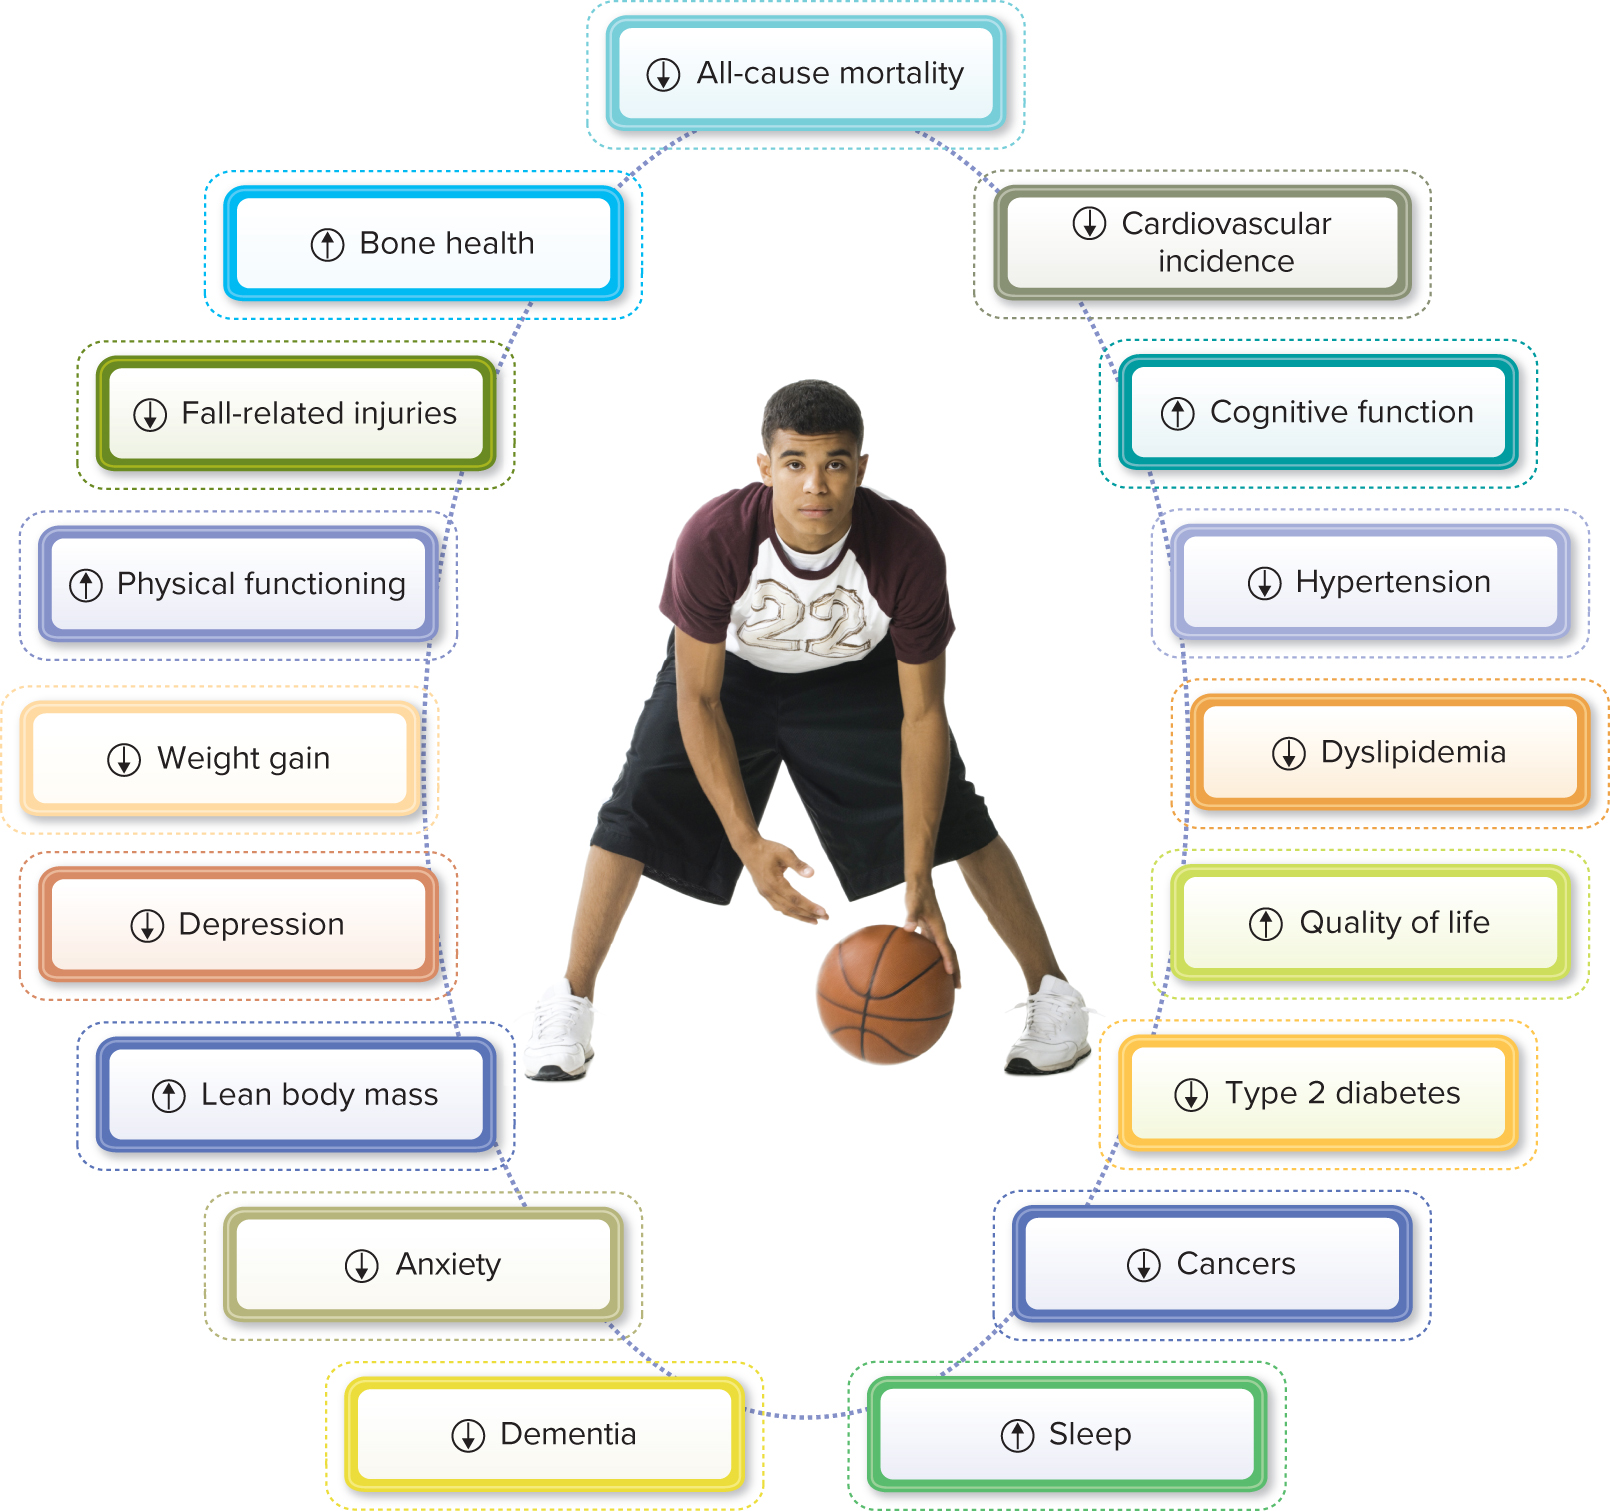 ↓ All-cause mortality
↑ Bone health
↓ Cardiovascular
incidence
↓ Fall-related injuries
↑ Cognitive function
↑ Physical functioning
↓ Hypertension
↓ Weight gain
↓ Dyslipidemia
↓ Depression
↑ Quality of life
↑ Lean body mass
↓ Type 2 diabetes
↓ Anxiety
↓ Cancers
↓ Dementia
↑ Sleep
22